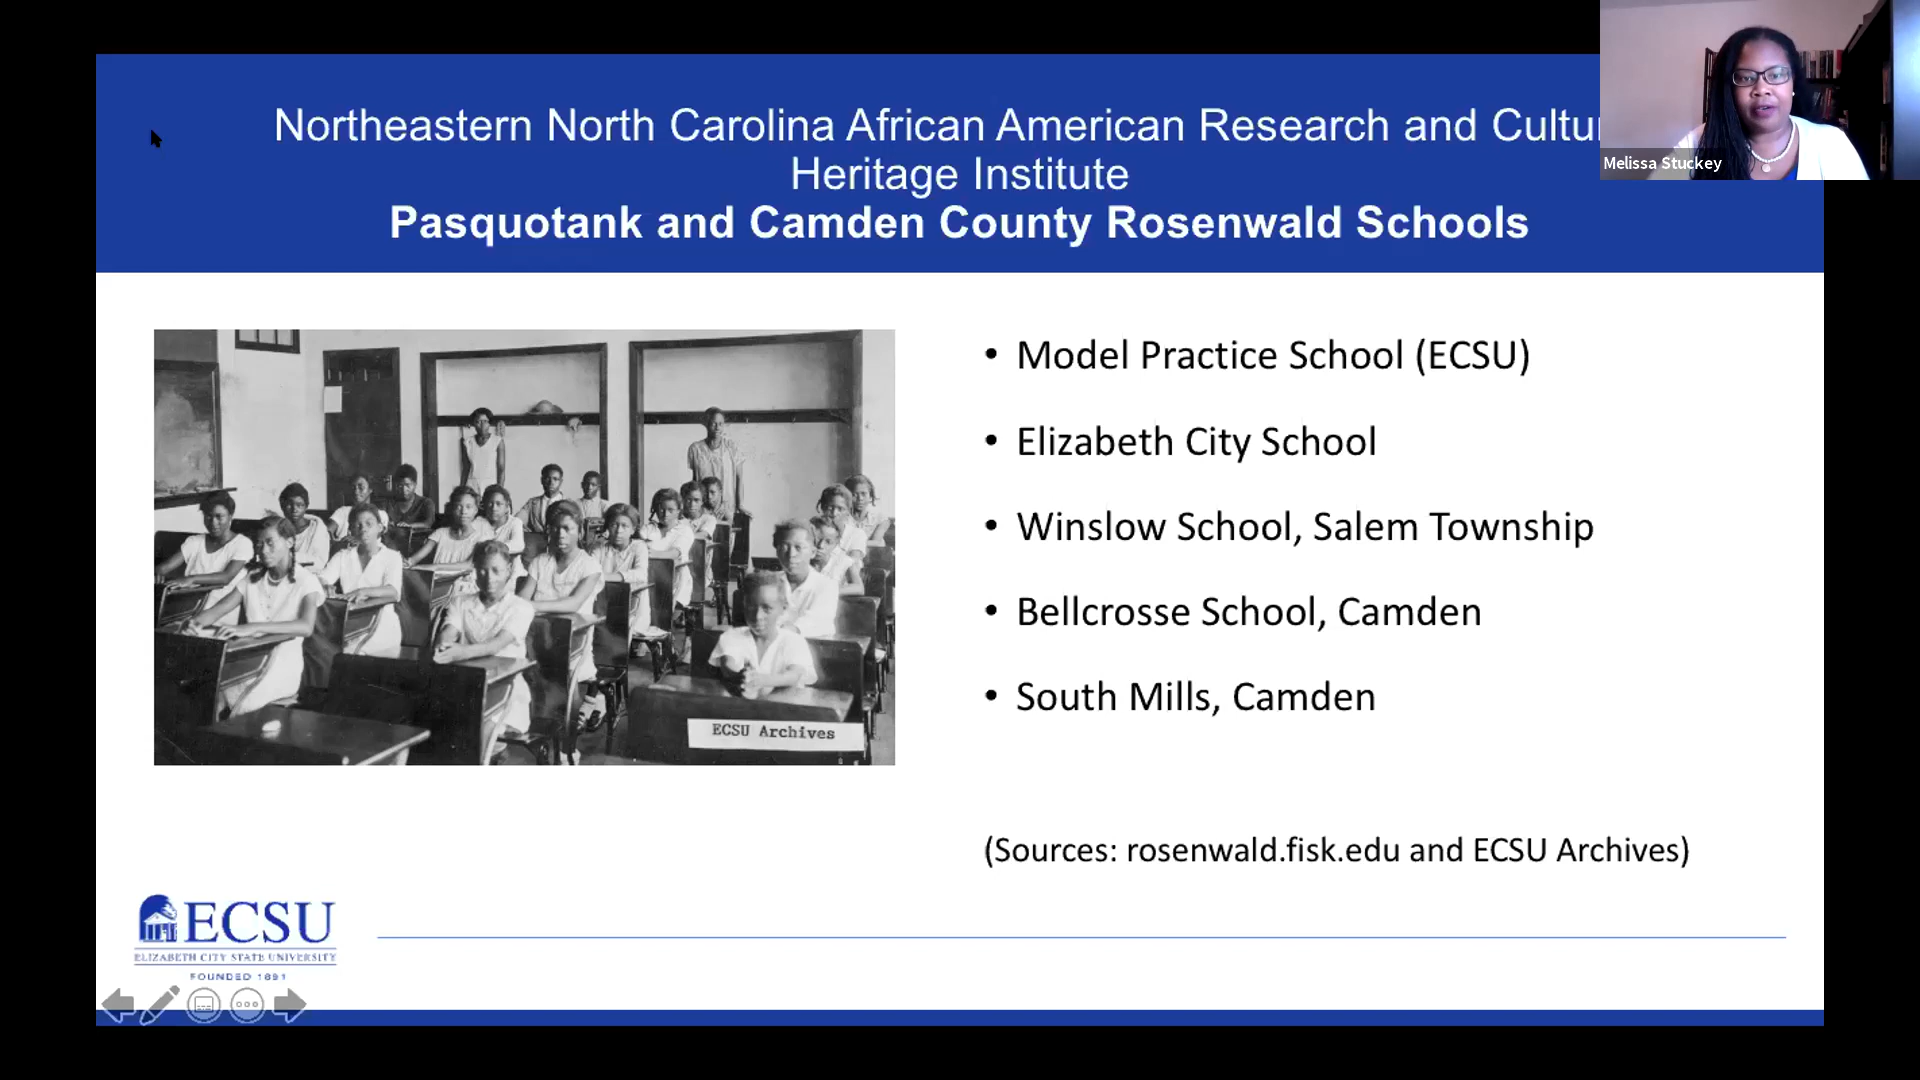 Northeastern North Carolina African American Research and Cultu
Heritage Institute
Pasquotank and Camden County Rosenwald Schools
Melissa Stuckey
• Model Practice School (ECSU)
• Elizabeth City School
• Winslow School, Salem Township
• Bellcrosse School, Camden
• South Mills, Camden
ECSU Archives
(Sources: rosenwald.fisk.edu and ECSU Archives)
ECSU
ELIZABETH CITY STATE UNIVERSITY
FOUNDED 1891